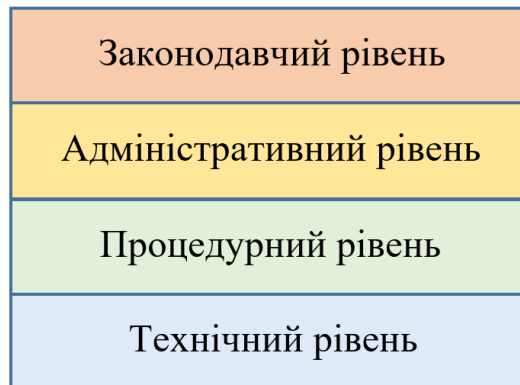 Законодавчий рівень
Адміністративний рівень
Процедурний рівень
Технічний рівень